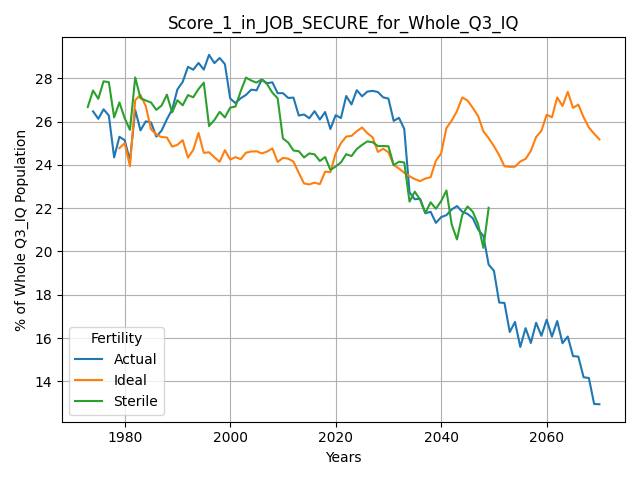 Score_1_in_JOB_SECURE_for_Whole_Q3_IQ
% of Whole Q3_IQ Population
28
26
24
22
20
18
16
14
Fertility
Actual
Ideal
Sterile
1980
2000
2020
2040
2060
Years